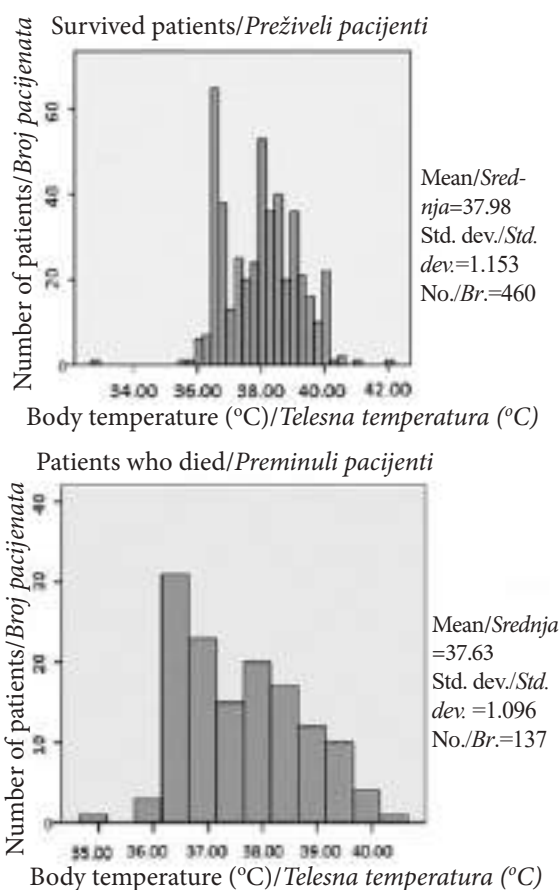 Survived patients/Preživeli pacijenti
Number of patients/Broj pacijenata
60
40
20
0
34.00 36.00 38.00 40.00 42.00
Body temperature (°C)/Telesna temperatura (°C)
Mean/Sred-
nja=37.98
Std. dev./Std.
dev.=1.153
No./Br.=460
Patients who died/Preminuli pacijenti
Number of patients/Broj pacijenata
40
30
20
10
0
35.00 36.00 37.00 38.00 39.00 40.00
Body temperature (°C)/Telesna temperatura (°C)
Mean/Srednja
=37.63
Std. dev./Std.
dev. =1.096
No./Br.=137